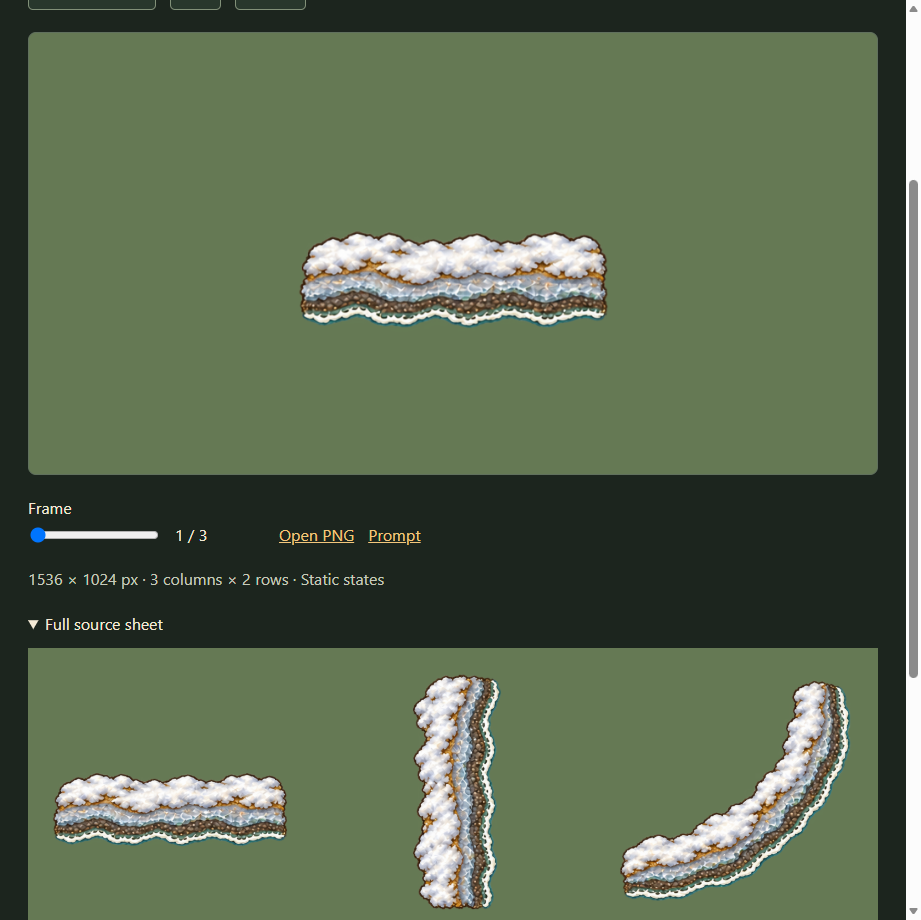 Frame
1 / 3 Open PNG Prompt
1536 × 1024 px · 3 columns × 2 rows · Static states
▼ Full source sheet